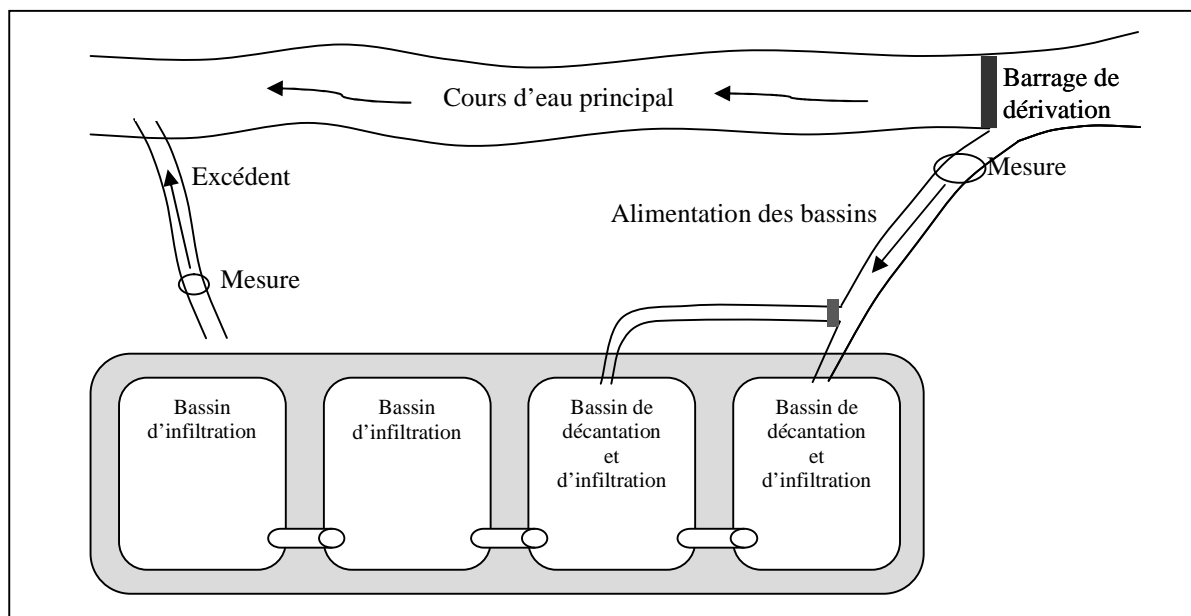 Barrage de
dérivation
Cours d'eau principal
Mesure
Excédent
Alimentation des bassins
Mesure
Bassin
d'infiltration
Bassin
d'infiltration
Bassin de
décantation
et
d'infiltration
Bassin de
décantation
et
d'infiltration